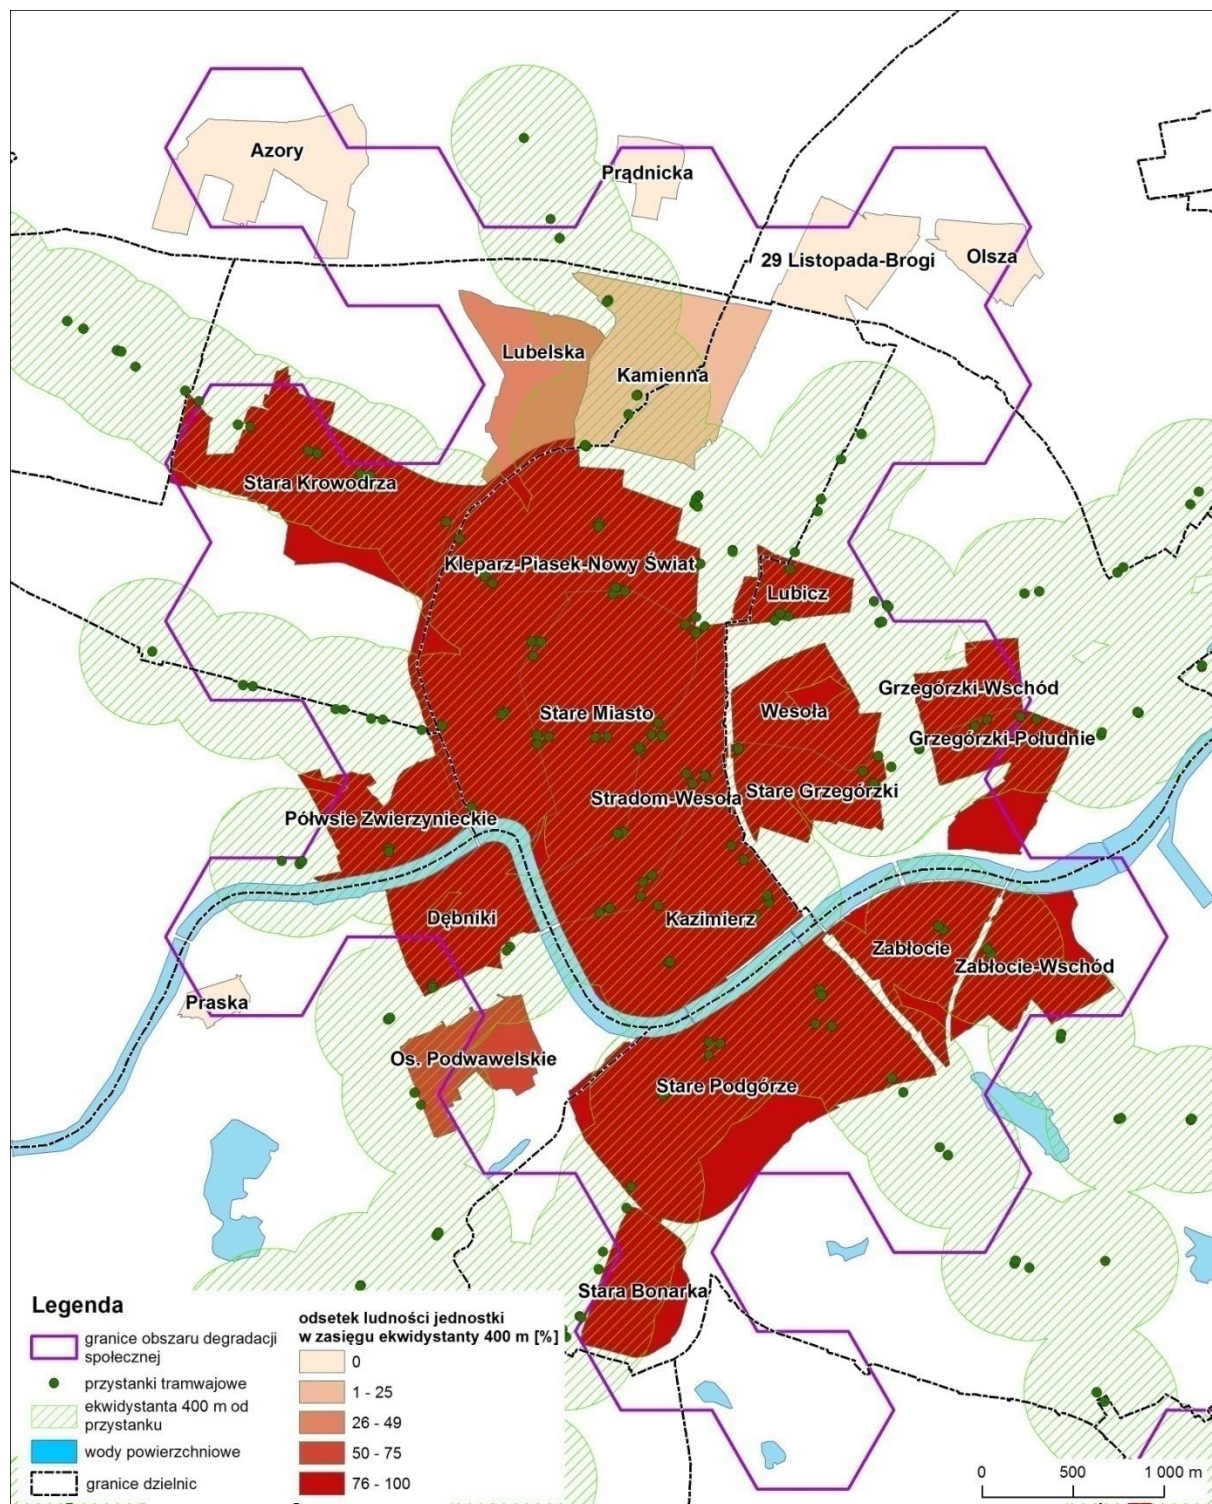 Azory
Prądnicka
29 Listopada-Brogi
Olsza
Lubelska
Kamienna
Stara Krowodrza
Kleparz-Piasek-Nowy Świat
Lubicz
Grzegórzki-Wschód
Wesoła
Stare Miasto
Grzegórzki-Południe
Stradom-Wesoła
Stare Grzegórzki
Półwsie Zwierzynieckie
Dębniki
Kazimierz
Zabłocie
Zabłocie-Wschód
Praska
Os. Podwawelskie
Stare Podgórze
Stara Bonarka
Legenda
granice obszaru degradacji
społecznej
przystanki tramwajowe
ekwidystanta 400 m od
przystanku
wody powierzchniowe
granice dzielnic
odsetek ludności jednostki
w zasięgu ekwidystanty 400 m [%]
0
1 - 25
26 - 49
50 - 75
76 - 100
0 500 1 000 m